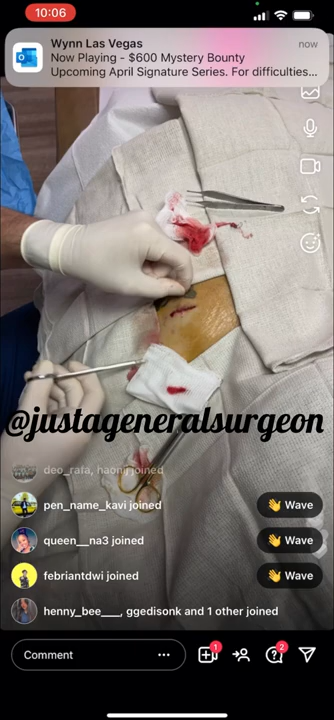 10:06
Wynn Las Vegas
now
Now Playing - $600 Mystery Bounty
Upcoming April Signature Series. For difficulties...
@justageneralsurgeon
deo_rafa, haonii joined
pen_name_kavi joined
Wave
queen__na3 joined
Wave
febriantdwi joined
Wave
henny_bee___, ggedisonk and 1 other joined
Comment
1
2